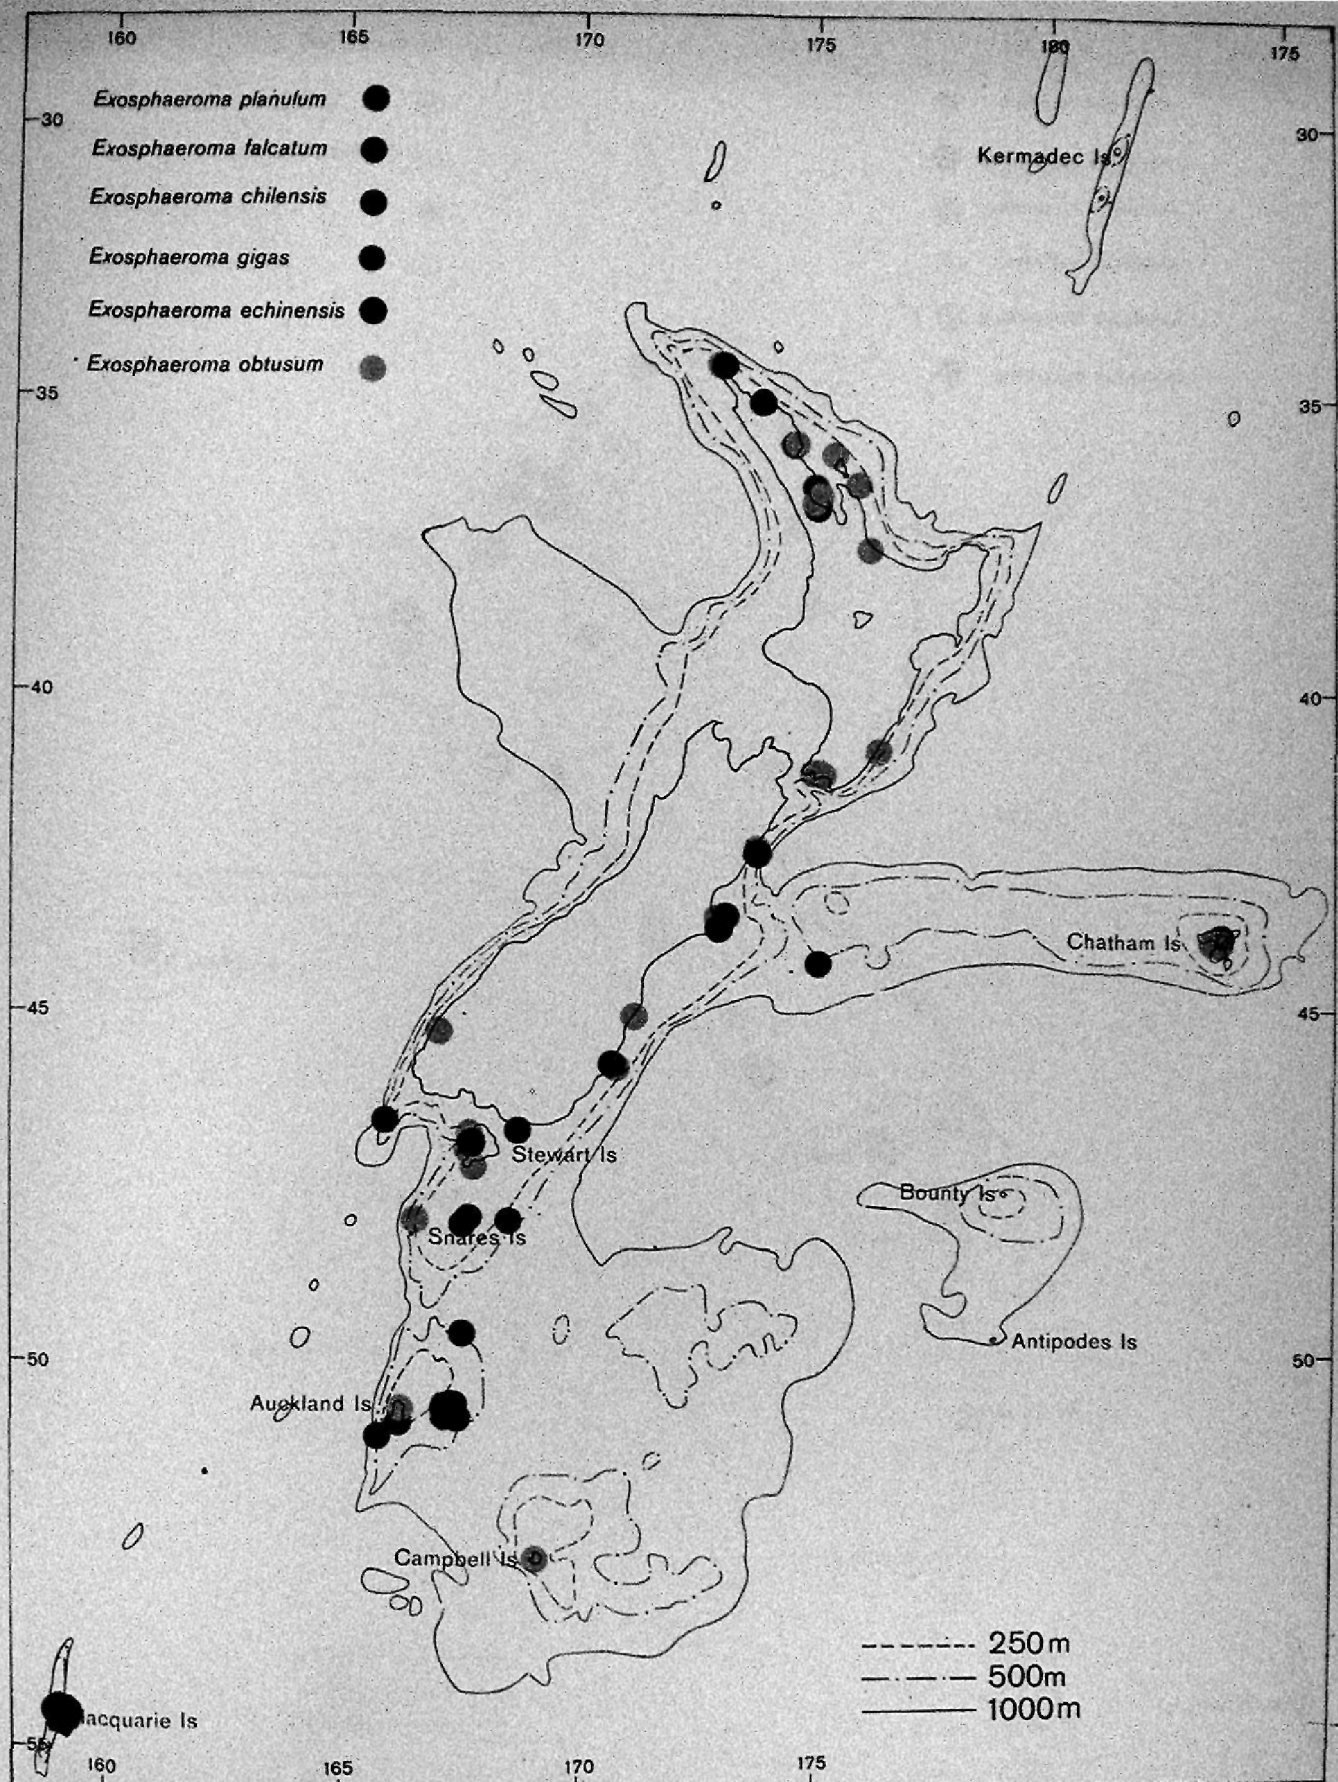 160 165 170 175 180 175
Exosphaeroma planulum
30 30
Exosphaeroma falcatum
Kermadec Is
Exosphaeroma chilensis
Exosphaeroma gigas
Exosphaeroma echinensis
Exosphaeroma obtusum
35 35
40 40
Chatham Is
45 45
Stewart Is
Bounty Is
Snares Is
Antipodes Is
50 50
Auckland Is
Campbell Is
250m
500m
1000m
acquarie Is
55
160 165 170 175